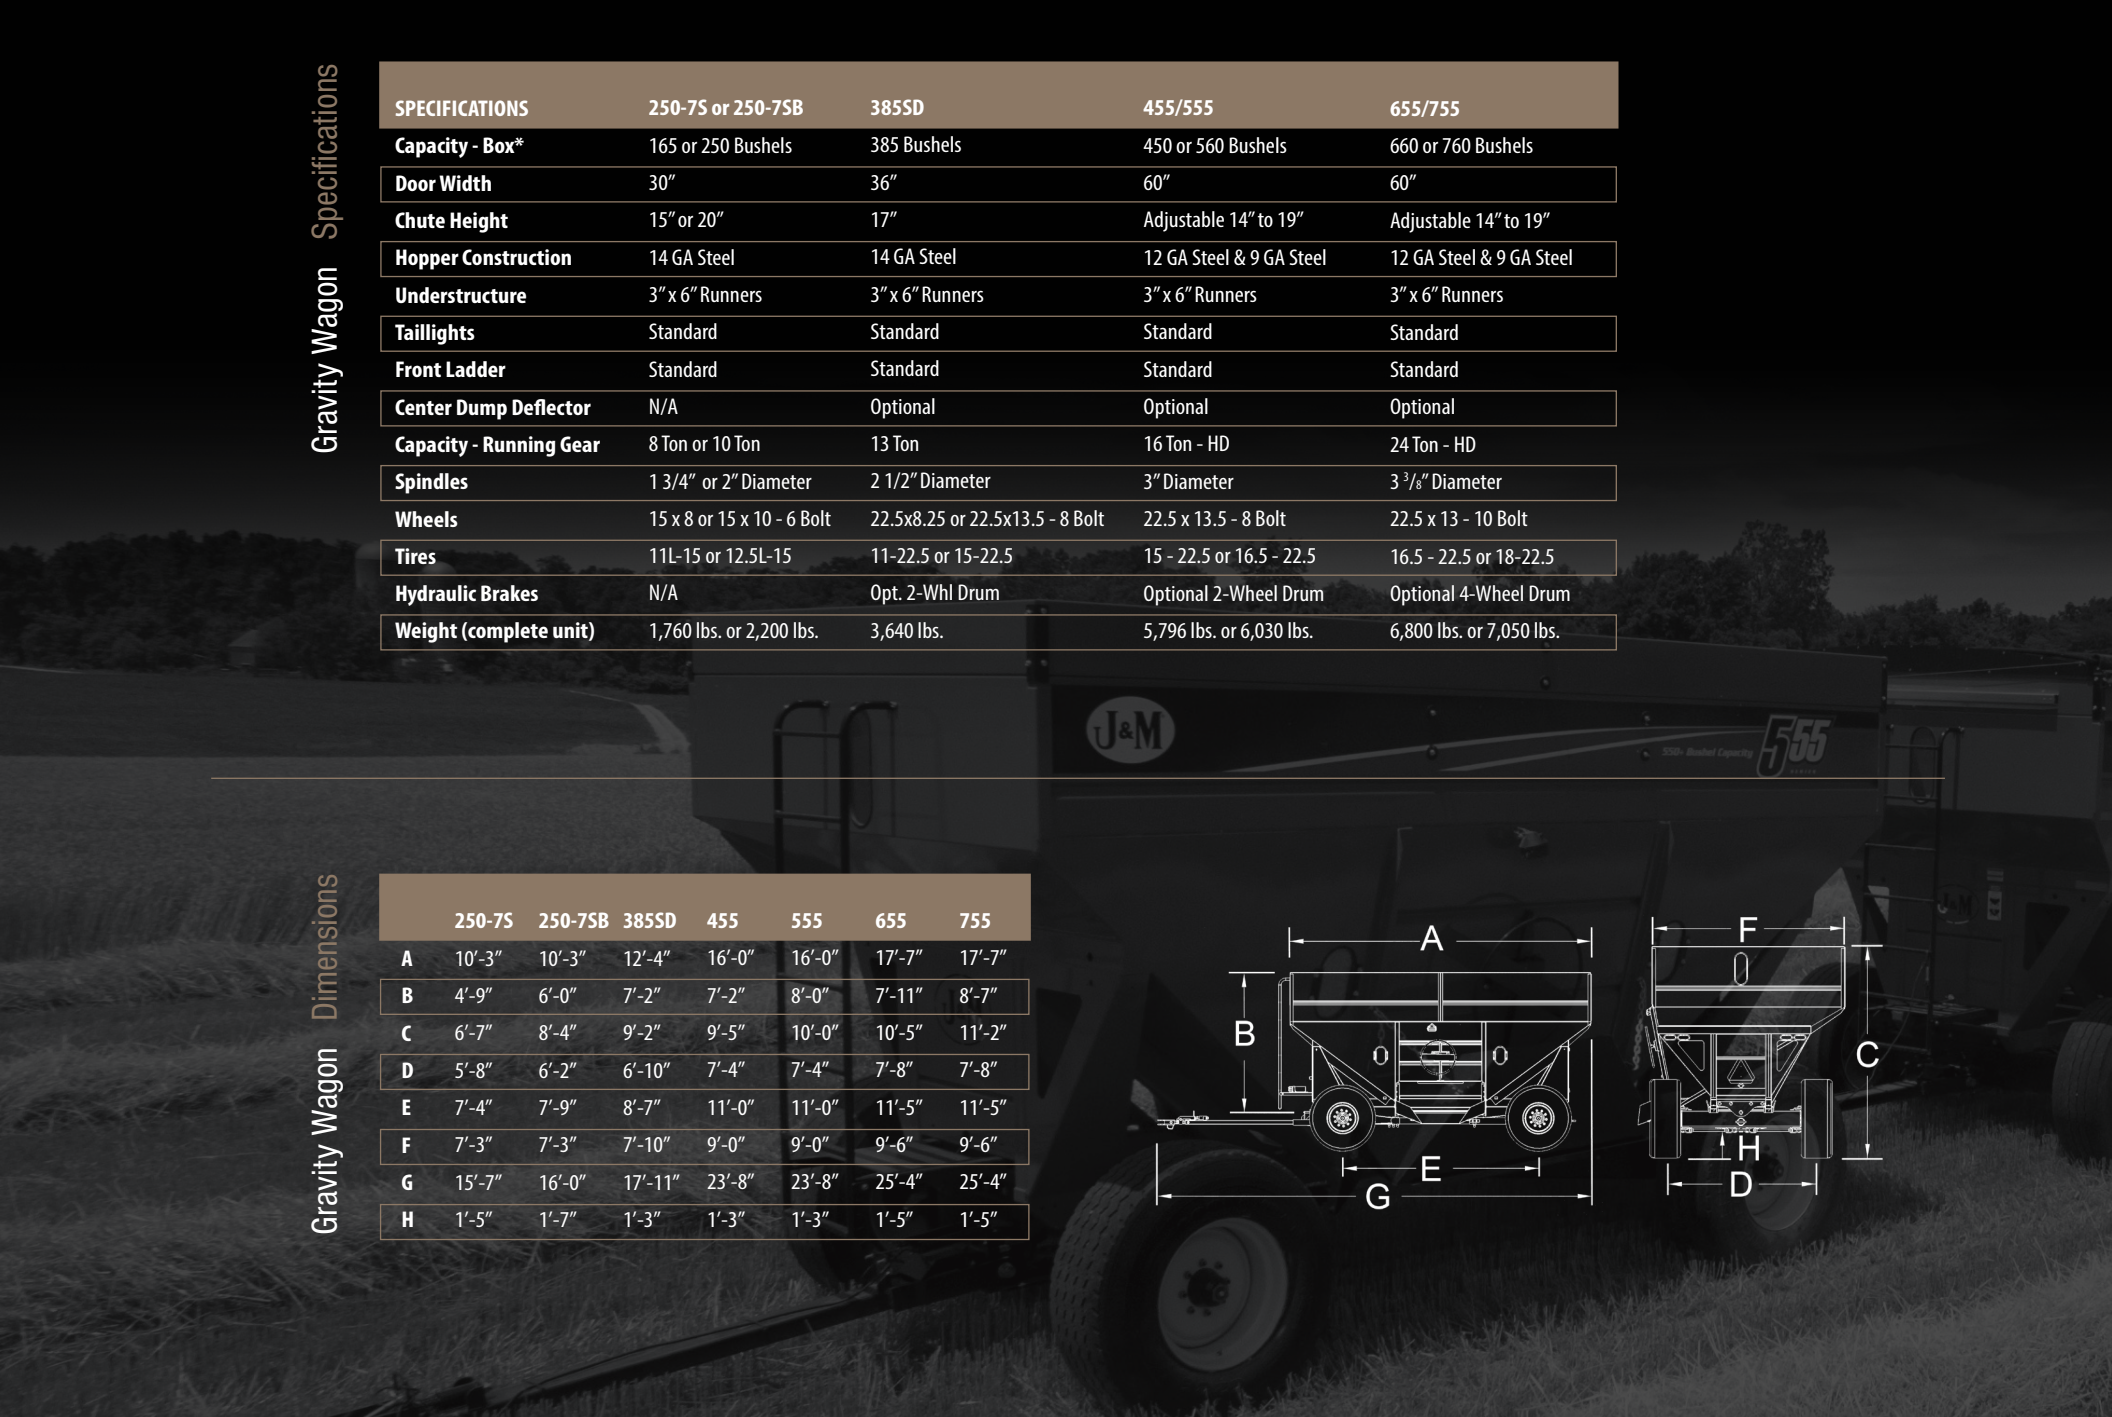 Gravity Wagon Specifications
SPECIFICATIONS 250-7S or 250-7SB 385SD 455/555 655/755
Capacity - Box* 165 or 250 Bushels 385 Bushels 450 or 560 Bushels 660 or 760 Bushels
Door Width 30” 36” 60” 60”
Chute Height 15” or 20” 17” Adjustable 14” to 19” Adjustable 14” to 19”
Hopper Construction 14 GA Steel 14 GA Steel 12 GA Steel & 9 GA Steel 12 GA Steel & 9 GA Steel
Understructure 3” x 6” Runners 3” x 6” Runners 3” x 6” Runners 3” x 6” Runners
Taillights Standard Standard Standard Standard
Front Ladder Standard Standard Standard Standard
Center Dump Deflector N/A Optional Optional Optional
Capacity - Running Gear 8 Ton or 10 Ton 13 Ton 16 Ton - HD 24 Ton - HD
Spindles 1 3/4” or 2” Diameter 2 1/2” Diameter 3” Diameter 3 3/8” Diameter
Wheels 15 x 8 or 15 x 10 - 6 Bolt 22.5x8.25 or 22.5x13.5 - 8 Bolt 22.5 x 13.5 - 8 Bolt 22.5 x 13 - 10 Bolt
Tires 11L-15 or 12.5L-15 11-22.5 or 15-22.5 15 - 22.5 or 16.5 - 22.5 16.5 - 22.5 or 18-22.5
Hydraulic Brakes N/A Opt. 2-Whl Drum Optional 2-Wheel Drum Optional 4-Wheel Drum
Weight (complete unit) 1,760 lbs. or 2,200 lbs. 3,640 lbs. 5,796 lbs. or 6,030 lbs. 6,800 lbs. or 7,050 lbs.
J&M
550+ Bushel Capacity 555
SERIES
Gravity Wagon Dimensions
250-7S 250-7SB 385SD 455 555 655 755
A 10’-3” 10’-3” 12’-4” 16’-0” 16’-0” 17’-7” 17’-7”
B 4’-9” 6’-0” 7’-2” 7’-2” 8’-0” 7’-11” 8’-7”
C 6’-7” 8’-4” 9’-2” 9’-5” 10’-0” 10’-5” 11’-2”
D 5’-8” 6’-2” 6’-10” 7’-4” 7’-4” 7’-8” 7’-8”
E 7’-4” 7’-9” 8’-7” 11’-0” 11’-0” 11’-5” 11’-5”
F 7’-3” 7’-3” 7’-10” 9’-0” 9’-0” 9’-6” 9’-6”
G 15’-7” 16’-0” 17’-11” 23’-8” 23’-8” 25’-4” 25’-4”
H 1’-5” 1’-7” 1’-3” 1’-3” 1’-3” 1’-5” 1’-5”
J&M
A
B
E
G
F
C
H
D